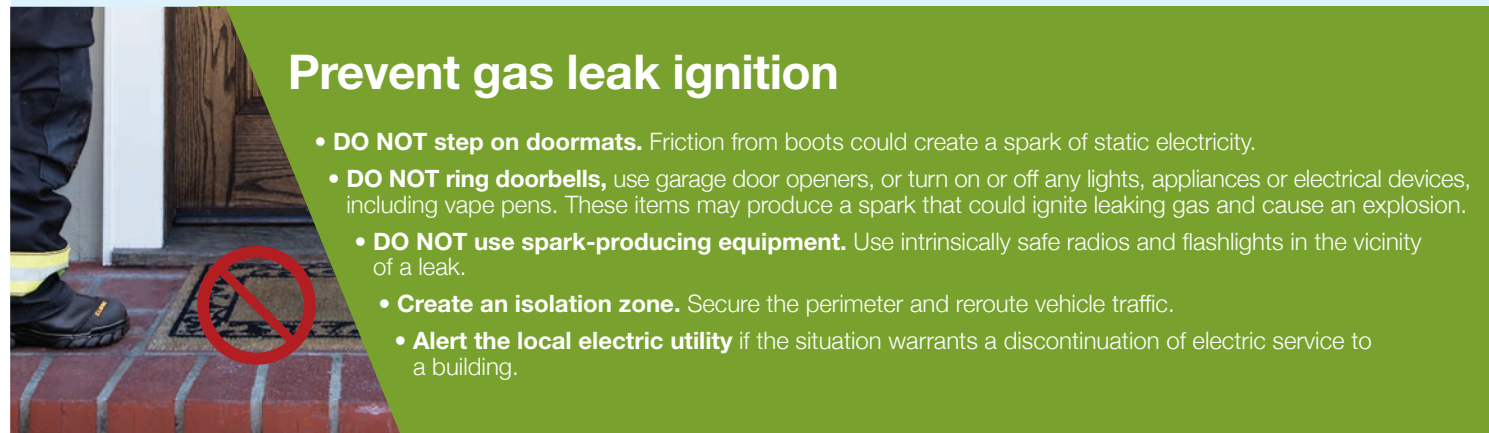 Prevent gas leak ignition
• DO NOT step on doormats. Friction from boots could create a spark of static electricity.
• DO NOT ring doorbells, use garage door openers, or turn on or off any lights, appliances or electrical devices,
including vape pens. These items may produce a spark that could ignite leaking gas and cause an explosion.
• DO NOT use spark-producing equipment. Use intrinsically safe radios and flashlights in the vicinity
of a leak.
• Create an isolation zone. Secure the perimeter and reroute vehicle traffic.
• Alert the local electric utility if the situation warrants a discontinuation of electric service to
a building.